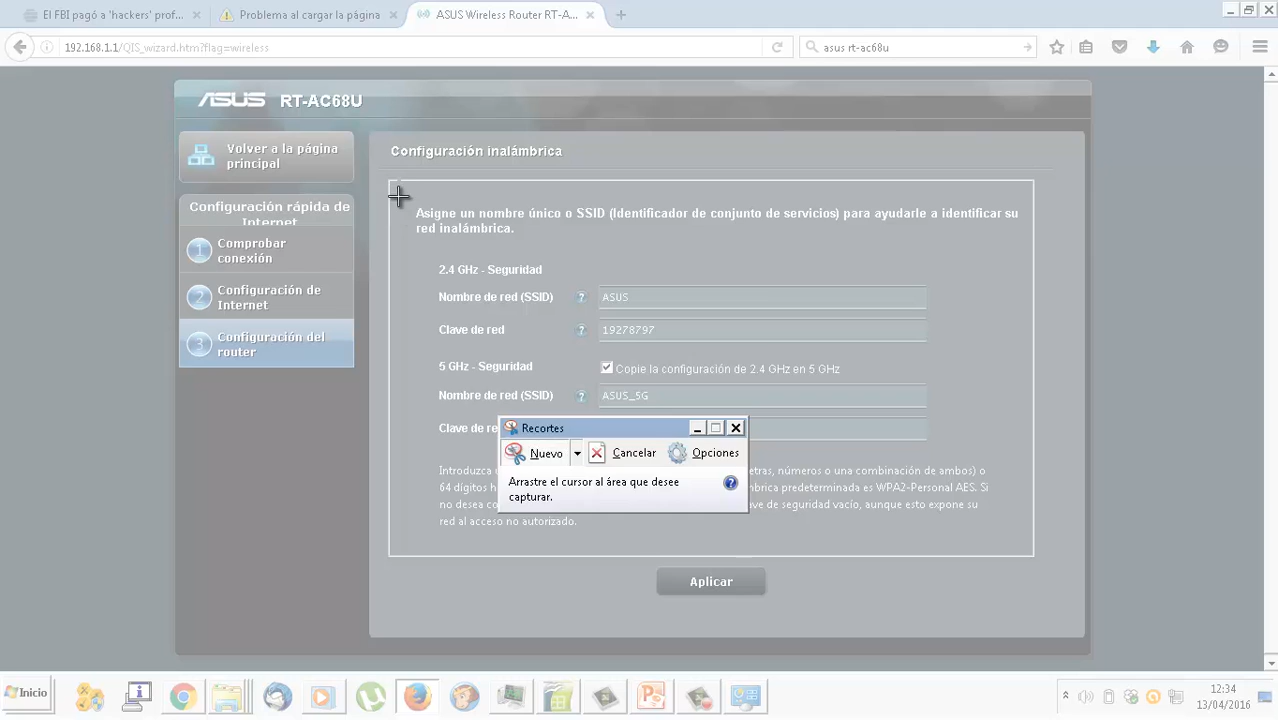 El FBI pagó a 'hackers' prof...
Problema al cargar la página
ASUS Wireless Router RT-A...
192.168.1.1/QIS_wizard.htm?flag=wireless
asus rt-ac68u
ASUS RT-AC68U
Volver a la página
principal
Configuración rápida de
Internet
1 Comprobar
conexión
2 Configuración de
Internet
3 Configuración del
router
Configuración inalámbrica
Asigne un nombre único o SSID (Identificador de conjunto de servicios) para ayudarle a identificar su
red inalámbrica.
2.4 GHz - Seguridad
Nombre de red (SSID) ? ASUS
Clave de red ? 19278797
5 GHz - Seguridad Copie la configuración de 2.4 GHz en 5 GHz
Nombre de red (SSID) ? ASUS_5G
Clave de re
Recortes
Nuevo Cancelar Opciones
Arrastre el cursor al área que desee
capturar.
Introduzca etras, números o una combinación de ambos) o
64 dígitos h mbrica predeterminada es WPA2-Personal AES. Si
no desea co ve de seguridad vacío, aunque esto expone su
red al acceso no autorizado.
Aplicar
Inicio
12:34
13/04/2016